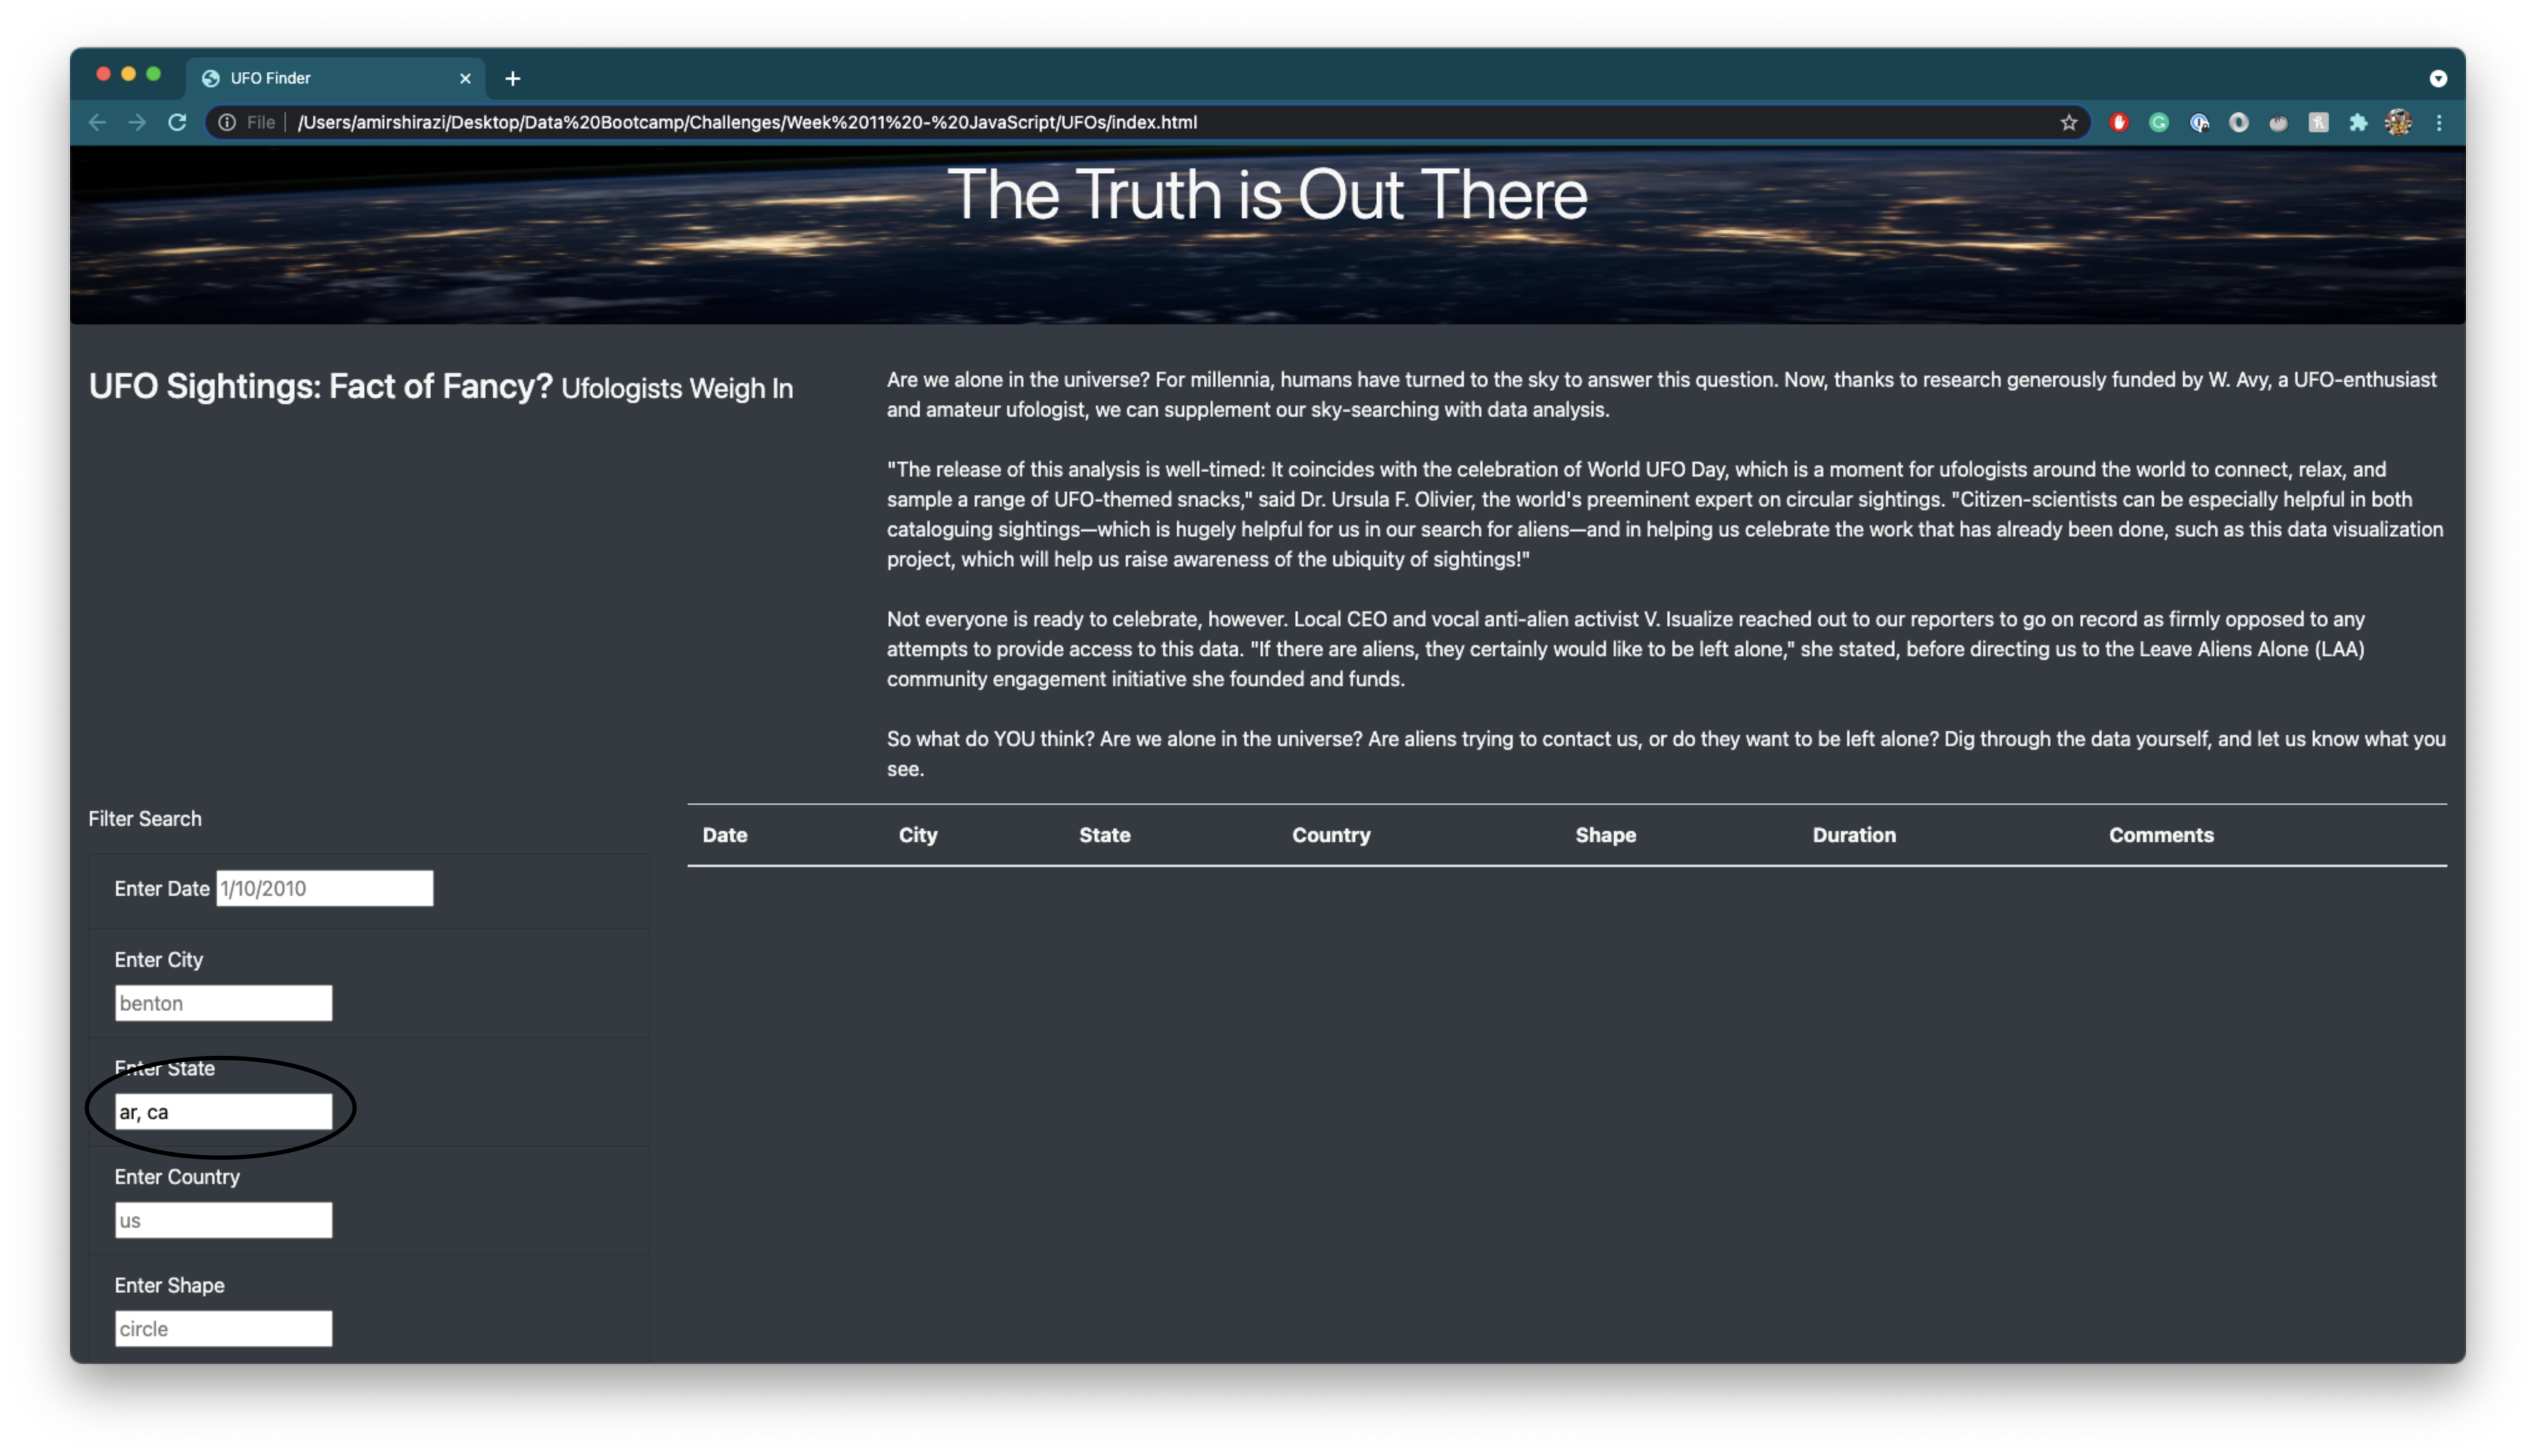 UFO Finder
File | /Users/amirshirazi/Desktop/Data%20Bootcamp/Challenges/Week%2011%20-%20JavaScript/UFOs/index.html
The Truth is Out There
UFO Sightings: Fact of Fancy? Ufologists Weigh In
Are we alone in the universe? For millennia, humans have turned to the sky to answer this question. Now, thanks to research generously funded by W. Avy, a UFO-enthusiast
and amateur ufologist, we can supplement our sky-searching with data analysis.
"The release of this analysis is well-timed: It coincides with the celebration of World UFO Day, which is a moment for ufologists around the world to connect, relax, and
sample a range of UFO-themed snacks," said Dr. Ursula F. Olivier, the world's preeminent expert on circular sightings. "Citizen-scientists can be especially helpful in both
cataloguing sightings—which is hugely helpful for us in our search for aliens—and in helping us celebrate the work that has already been done, such as this data visualization
project, which will help us raise awareness of the ubiquity of sightings!"
Not everyone is ready to celebrate, however. Local CEO and vocal anti-alien activist V. Isualize reached out to our reporters to go on record as firmly opposed to any
attempts to provide access to this data. "If there are aliens, they certainly would like to be left alone," she stated, before directing us to the Leave Aliens Alone (LAA)
community engagement initiative she founded and funds.
So what do YOU think? Are we alone in the universe? Are aliens trying to contact us, or do they want to be left alone? Dig through the data yourself, and let us know what you
see.
Filter Search
Date City State Country Shape Duration Comments
Enter Date 1/10/2010
Enter City
benton
Enter State
ar, ca
Enter Country
us
Enter Shape
circle